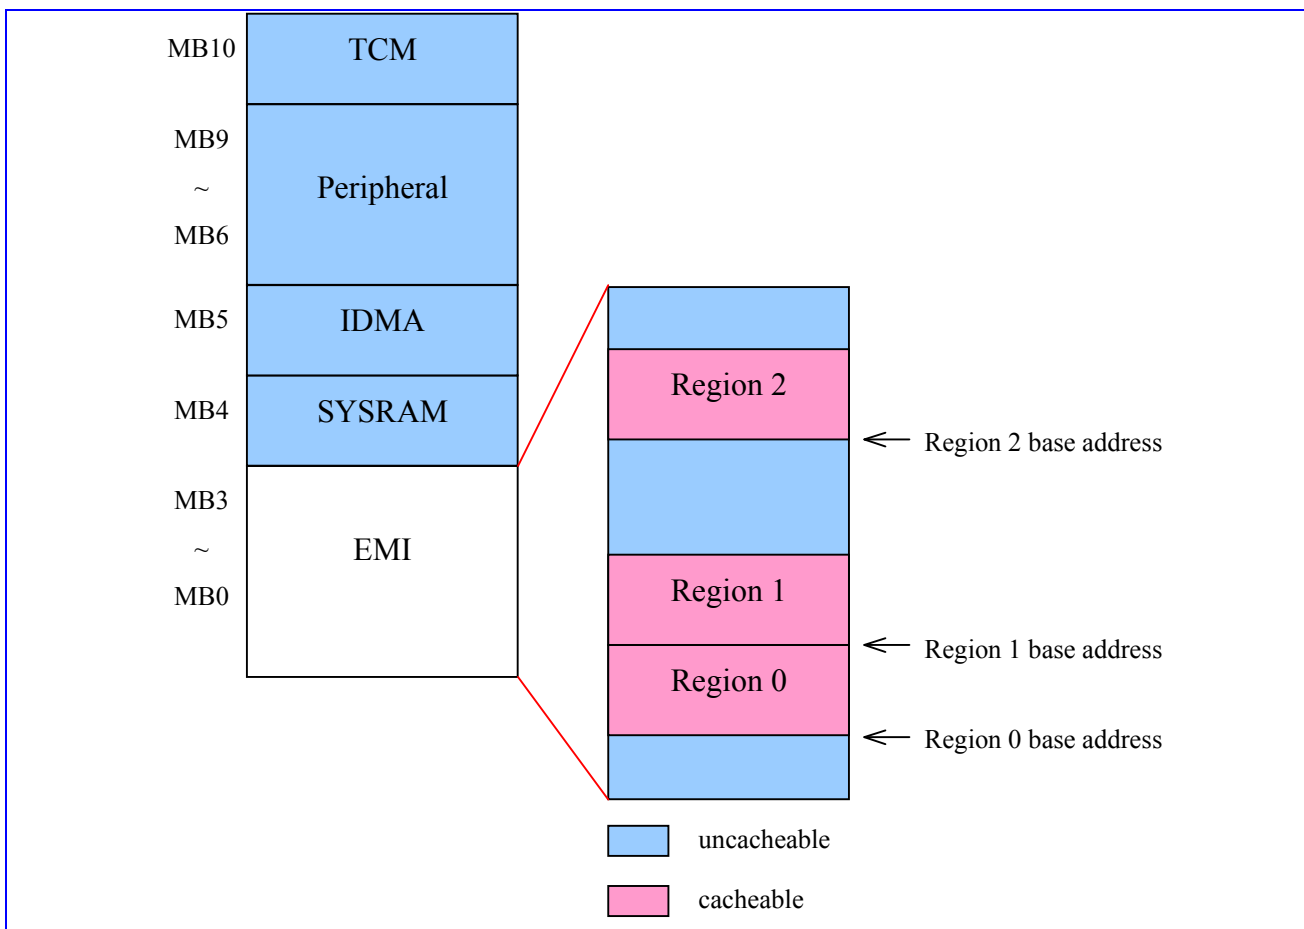 MB10
TCM
MB9
~
Peripheral
MB6
MB5
IDMA
MB4
SYSRAM
MB3
~
EMI
MB0
Region 2
Region 2 base address
Region 1
Region 1 base address
Region 0
Region 0 base address
uncacheable
cacheable